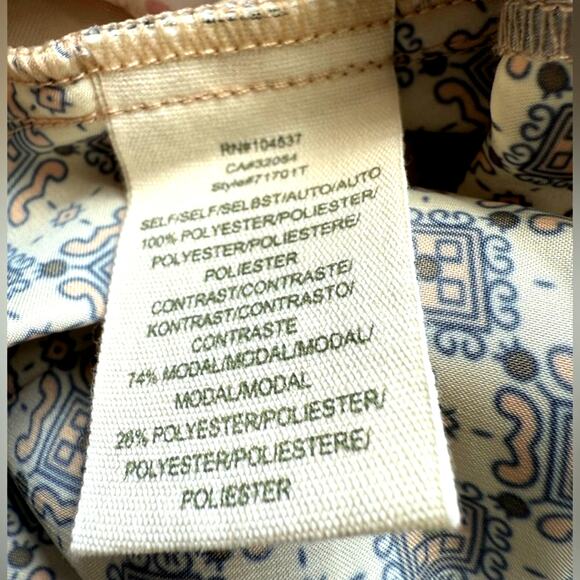 RN#104537
CA#32084
Style#71701T
SELF/SELF/SELBST/AUTO/AUTO
100% POLYESTER/POLIESTER/
POLYESTER/POLIESTERE/
POLIESTER
CONTRAST/CONTRASTE/
KONTRAST/CONTRASTO/
CONTRASTE
74% MODAL/MODAL/MODAL/
MODAL/MODAL
26% POLYESTER/POLIESTER/
POLYESTER/POLIESTERE/
POLIESTER